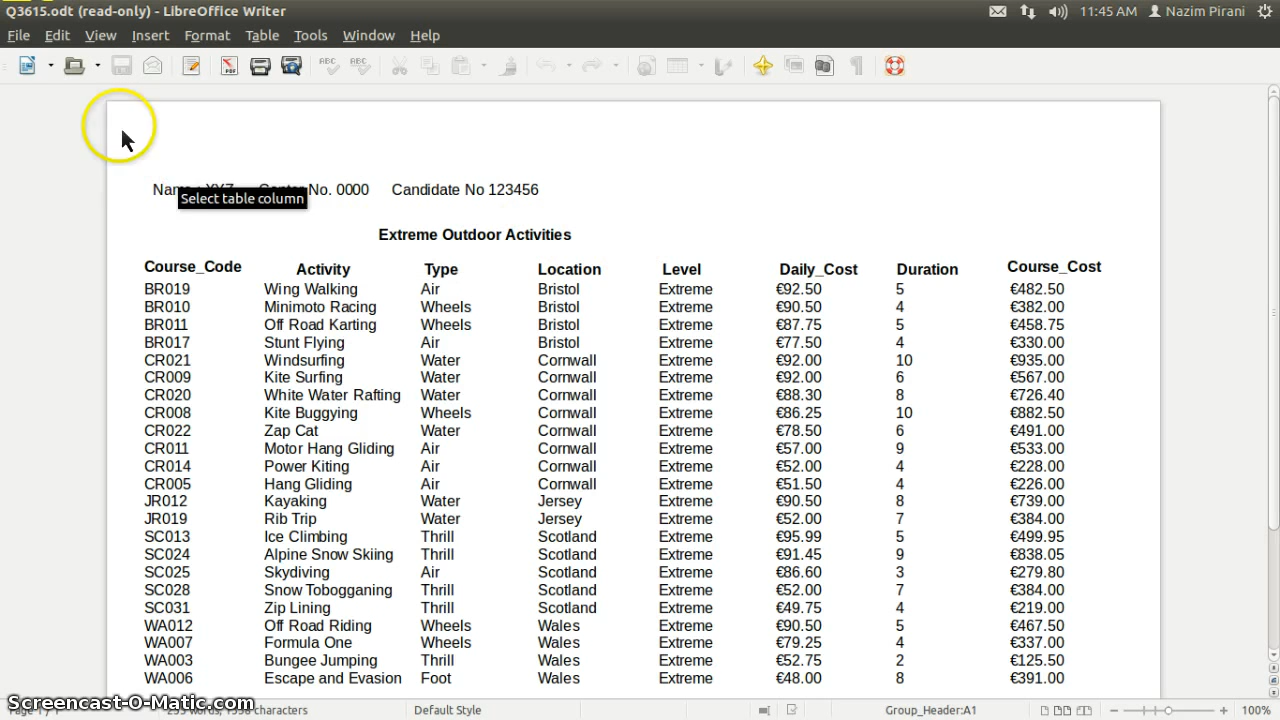 Q3615.odt (read-only) - LibreOffice Writer 11:45 AM Nazim Pirani
File Edit View Insert Format Table Tools Window Help
Select table column
No. 0000 Candidate No 123456
Extreme Outdoor Activities
Course_Code Activity Type Location Level Daily_Cost Duration Course_Cost
BR019 Wing Walking Air Bristol Extreme €92.50 5 €482.50
BR010 Minimoto Racing Wheels Bristol Extreme €90.50 4 €382.00
BR011 Off Road Karting Wheels Bristol Extreme €87.75 5 €458.75
BR017 Stunt Flying Air Bristol Extreme €77.50 4 €330.00
CR021 Windsurfing Water Cornwall Extreme €92.00 10 €935.00
CR009 Kite Surfing Water Cornwall Extreme €92.00 6 €567.00
CR020 White Water Rafting Water Cornwall Extreme €88.30 8 €726.40
CR008 Kite Buggying Wheels Cornwall Extreme €86.25 10 €882.50
CR022 Zap Cat Water Cornwall Extreme €78.50 6 €491.00
CR011 Motor Hang Gliding Air Cornwall Extreme €57.00 9 €533.00
CR014 Power Kiting Air Cornwall Extreme €52.00 4 €228.00
CR005 Hang Gliding Air Cornwall Extreme €51.50 4 €226.00
JR012 Kayaking Water Jersey Extreme €90.50 8 €739.00
JR019 Rib Trip Water Jersey Extreme €52.00 7 €384.00
SC013 Ice Climbing Thrill Scotland Extreme €95.99 5 €499.95
SC024 Alpine Snow Skiing Thrill Scotland Extreme €91.45 9 €838.05
SC025 Skydiving Air Scotland Extreme €86.60 3 €279.80
SC028 Snow Tobogganing Thrill Scotland Extreme €52.00 7 €384.00
SC031 Zip Lining Thrill Scotland Extreme €49.75 4 €219.00
WA012 Off Road Riding Wheels Wales Extreme €90.50 5 €467.50
WA007 Formula One Wheels Wales Extreme €79.25 4 €337.00
WA003 Bungee Jumping Thrill Wales Extreme €52.75 2 €125.50
WA006 Escape and Evasion Foot Wales Extreme €48.00 8 €391.00
Screencast-O-Matic.com
characters Default Style Group_Header:A1 100%